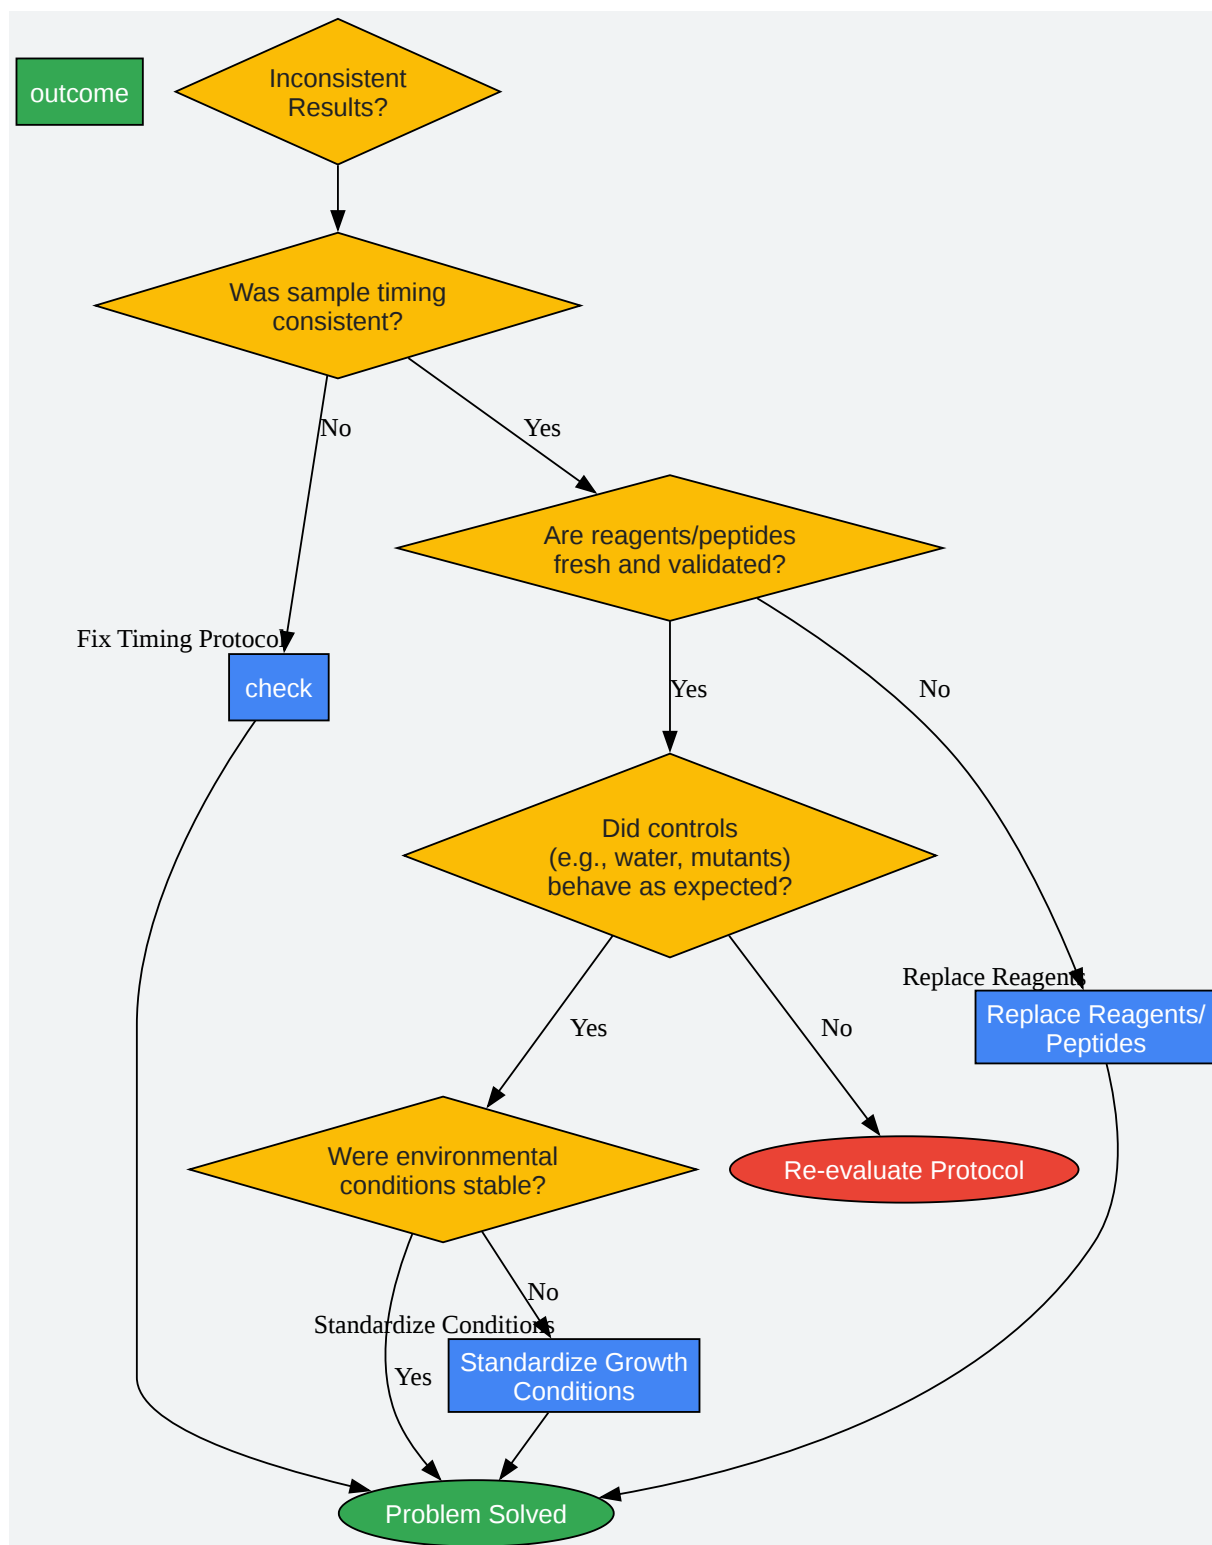 outcome
Inconsistent
Results?
Was sample timing
consistent?
No
Yes
Are reagents/peptides
fresh and validated?
Fix Timing Protocol
check
Yes
No
Did controls
(e.g., water, mutants)
behave as expected?
Replace Reagents
Replace Reagents/
Peptides
Yes
No
Were environmental
conditions stable?
Re-evaluate Protocol
No
Standardize Conditions
Standardize Growth
Conditions
Yes
Problem Solved